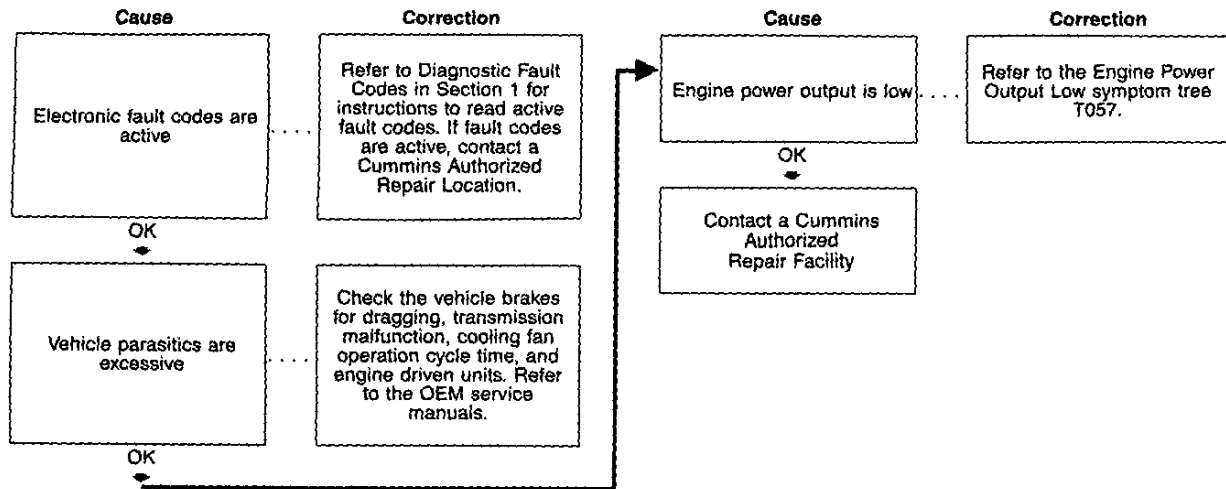 Cause
Correction
Electronic fault codes are
active
. . . . .
Refer to Diagnostic Fault
Codes in Section 1 for
instructions to read active
fault codes. If fault codes
are active, contact a
Cummins Authorized
Repair Location.
OK
Vehicle parasitics are
excessive
. . . . .
Check the vehicle brakes
for dragging, transmission
malfunction, cooling fan
operation cycle time, and
engine driven units. Refer
to the OEM service
manuals.
OK
Cause
Correction
Engine power output is low
. . . .
Refer to the Engine Power
Output Low symptom tree
T057.
OK
Contact a Cummins
Authorized
Repair Facility